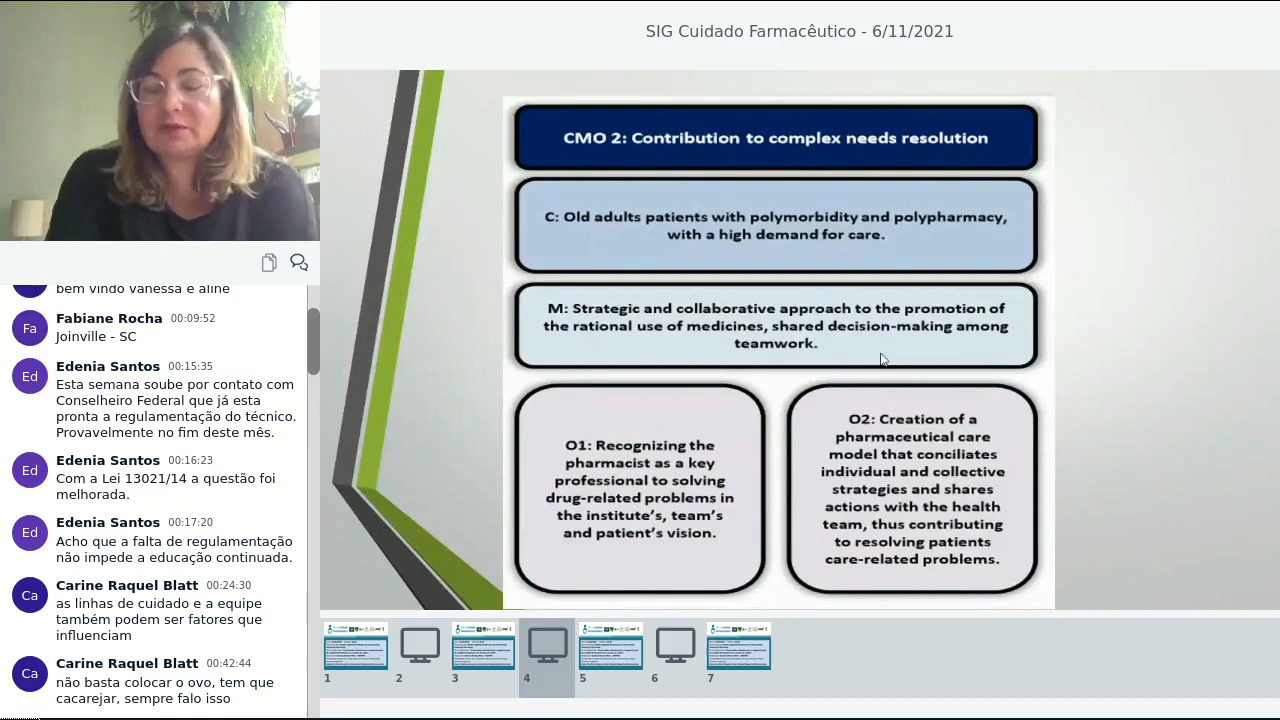 SIG Cuidado Farmacêutico - 6/11/2021
bem vindo vanessa e aline
Fa
Fabiane Rocha 00:09:52
Joinville - SC
Ed
Edenia Santos 00:15:35
Esta semana soube por contato com
Conselheiro Federal que já esta
pronta a regulamentação do técnico.
Provavelmente no fim deste mês.
Ed
Edenia Santos 00:16:23
Com a Lei 13021/14 a questão foi
melhorada.
Ed
Edenia Santos 00:17:20
Acho que a falta de regulamentação
não impede a educação continuada.
Ca
Carine Raquel Blatt 00:24:30
as linhas de cuidado e a equipe
também podem ser fatores que
influenciam
Ca
Carine Raquel Blatt 00:42:44
não basta colocar o ovo, tem que
cacarejar, sempre falo isso
CMO 2: Contribution to complex needs resolution
C: Old adults patients with polymorbidity and polypharmacy,
with a high demand for care.
M: Strategic and collaborative approach to the promotion of
the rational use of medicines, shared decision-making among
teamwork.
O1: Recognizing the
pharmacist as a key
professional to solving
drug-related problems in
the institute's, team's
and patient's vision.
O2: Creation of a
pharmaceutical care
model that conciliates
individual and collective
strategies and shares
actions with the health
team, thus contributing
to resolving patients
care-related problems.
1 2 3 4 5 6 7